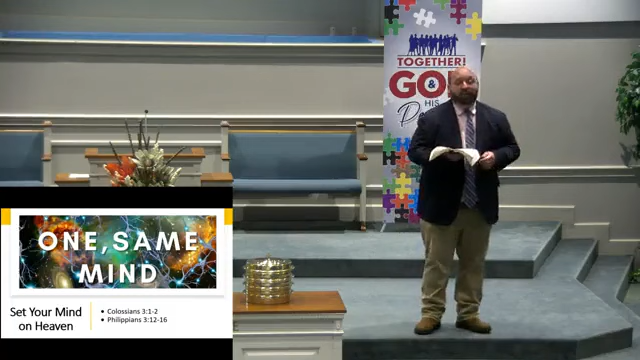 TOGETHER!
GOD
&
HIS
ONE, SAME
MIND
Set Your Mind
on Heaven
• Colossians 3:1-2
• Philippians 3:12-16